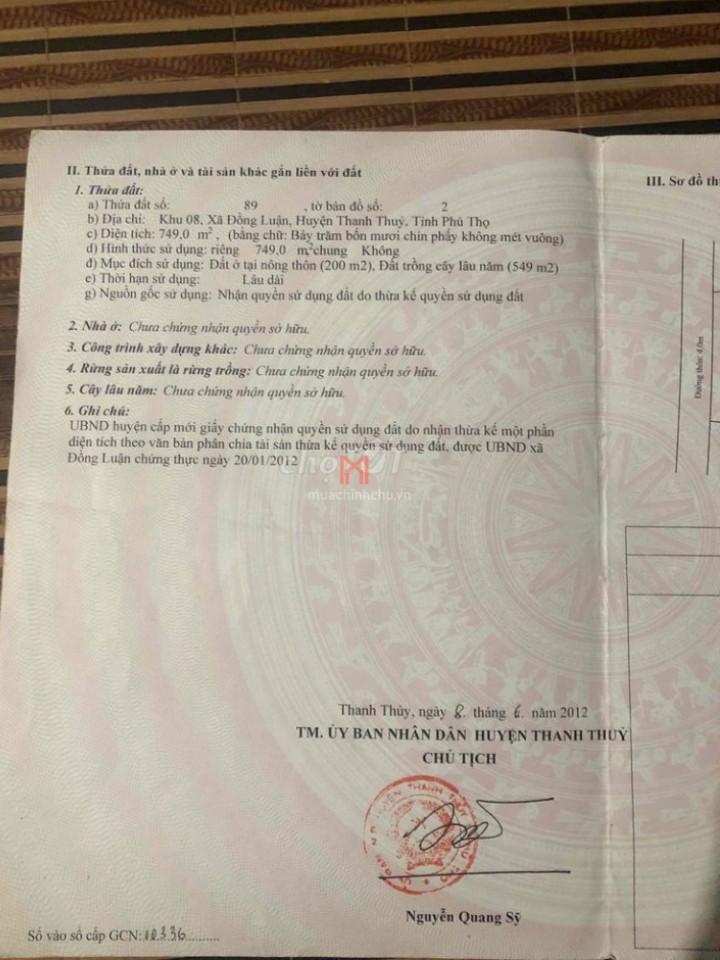 II. Thửa đất, nhà ở và tài sản khác gắn liền với đất
1. Thửa đất:
a) Thửa đất số: 89 , tờ bản đồ số: 2
b) Địa chỉ: Khu 08, Xã Đồng Luận, Huyện Thanh Thuỷ, Tỉnh Phú Thọ
c) Diện tích: 749,0 m², (bằng chữ: Bảy trăm bốn mươi chín phẩy không mét vuông)
d) Hình thức sử dụng: riêng 749,0 m², chung Không
đ) Mục đích sử dụng: Đất ở tại nông thôn (200 m2), Đất trồng cây lâu năm (549 m2)
e) Thời hạn sử dụng: Lâu dài
g) Nguồn gốc sử dụng: Nhận quyền sử dụng đất do thừa kế quyền sử dụng đất
2. Nhà ở: Chưa chứng nhận quyền sở hữu.
3. Công trình xây dựng khác: Chưa chứng nhận quyền sở hữu.
4. Rừng sản xuất là rừng trồng: Chưa chứng nhận quyền sở hữu.
5. Cây lâu năm: Chưa chứng nhận quyền sở hữu.
6. Ghi chú:
UBND huyện cấp mới giấy chứng nhận quyền sử dụng đất do nhận thừa kế một phần
diện tích theo văn bản phân chia tài sản thừa kế quyền sử dụng đất, được UBND xã
Đồng Luận chứng thực ngày 20/01/2012
muachinhchu.vn
Thanh Thủy, ngày 8. tháng 6. năm 2012
TM. ỦY BAN NHÂN DÂN HUYỆN THANH THUỶ
CHỦ TỊCH
Nguyễn Quang Sỹ
Số vào sổ cấp GCN:
III. Sơ đồ th
Đường thôn 4.0m